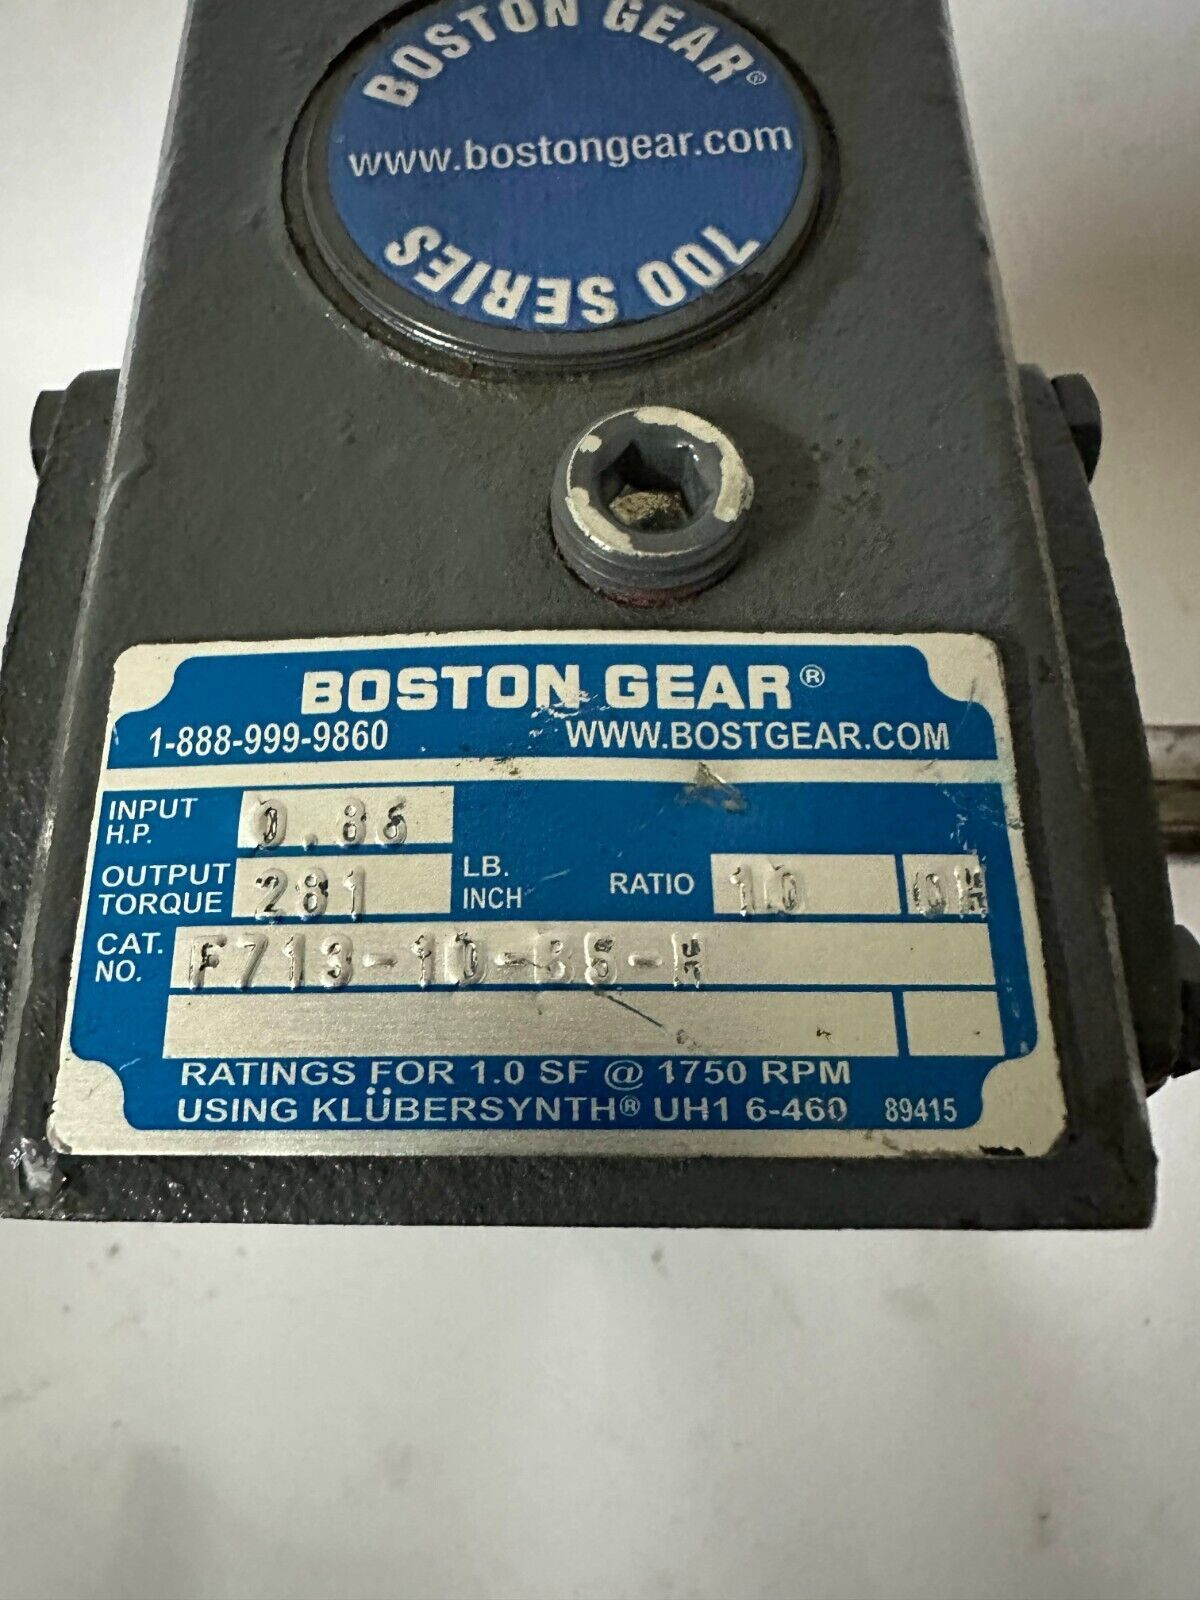 BOSTON GEAR®
www.bostongear.com
700 SERIES
BOSTON GEAR®
1-888-999-9860 WWW.BOSTGEAR.COM
INPUT H.P. 0.86
OUTPUT TORQUE 281 LB. INCH RATIO 10
CAT. NO. F713-10-B5-H
RATINGS FOR 1.0 SF @ 1750 RPM
USING KLÜBERSYNTH® UH1 6-460 89415